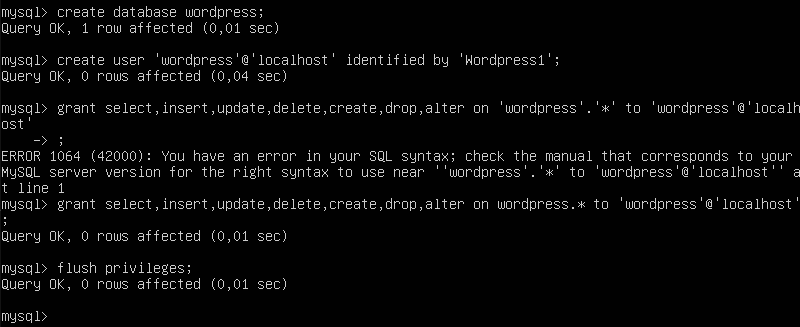 mysql> create database wordpress;
Query OK, 1 row affected (0,01 sec)
mysql> create user 'wordpress'@'localhost' identified by 'Wordpress1';
Query OK, 0 rows affected (0,04 sec)
mysql> grant select,insert,update,delete,create,drop,alter on 'wordpress'.'*' to 'wordpress'@'localh
ost'
    -> ;
ERROR 1064 (42000): You have an error in your SQL syntax; check the manual that corresponds to your
MySQL server version for the right syntax to use near ''wordpress'.'*' to 'wordpress'@'localhost'' a
t line 1
mysql> grant select,insert,update,delete,create,drop,alter on wordpress.* to 'wordpress'@'localhost'
;
Query OK, 0 rows affected (0,01 sec)
mysql> flush privileges;
Query OK, 0 rows affected (0,01 sec)
mysql>